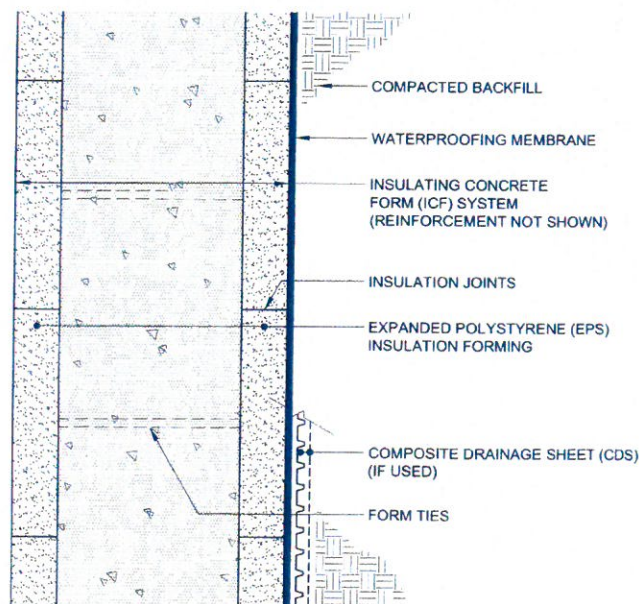 COMPACTED BACKFILL
WATERPROOFING MEMBRANE
INSULATING CONCRETE
FORM (ICF) SYSTEM
(REINFORCEMENT NOT SHOWN)
INSULATION JOINTS
EXPANDED POLYSTYRENE (EPS)
INSULATION FORMING
COMPOSITE DRAINAGE SHEET (CDS)
(IF USED)
FORM TIES